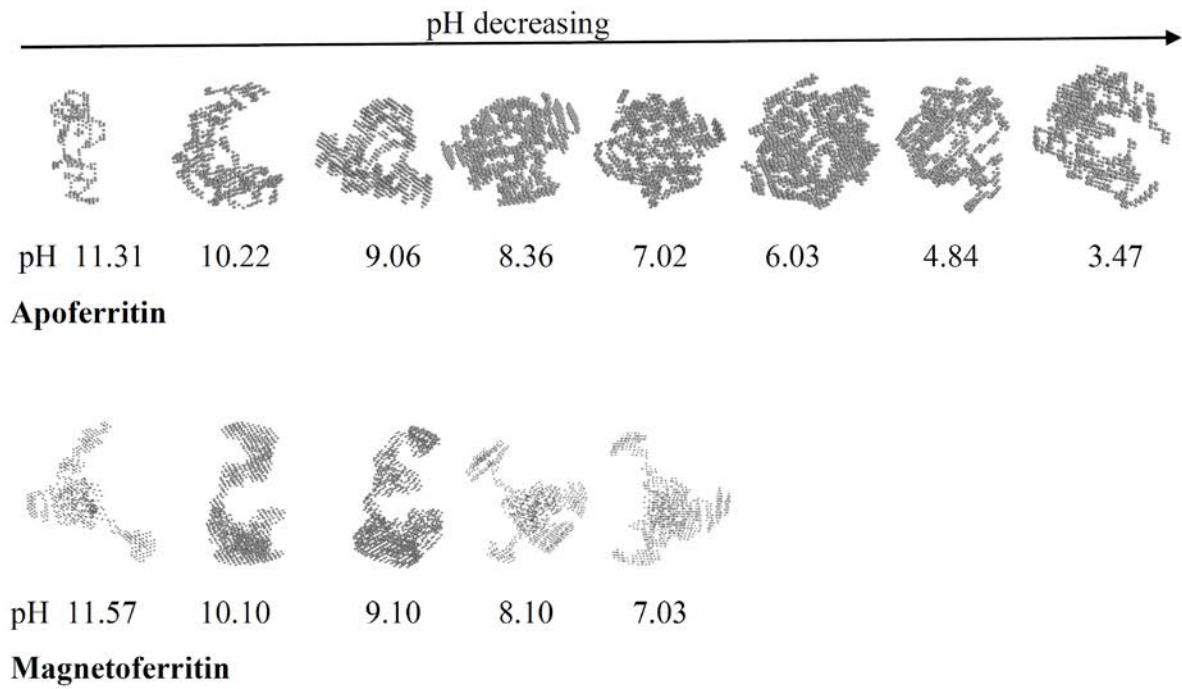 pH decreasing
pH 11.31 10.22 9.06 8.36 7.02 6.03 4.84 3.47
Apoferritin
pH 11.57 10.10 9.10 8.10 7.03
Magnetoferritin